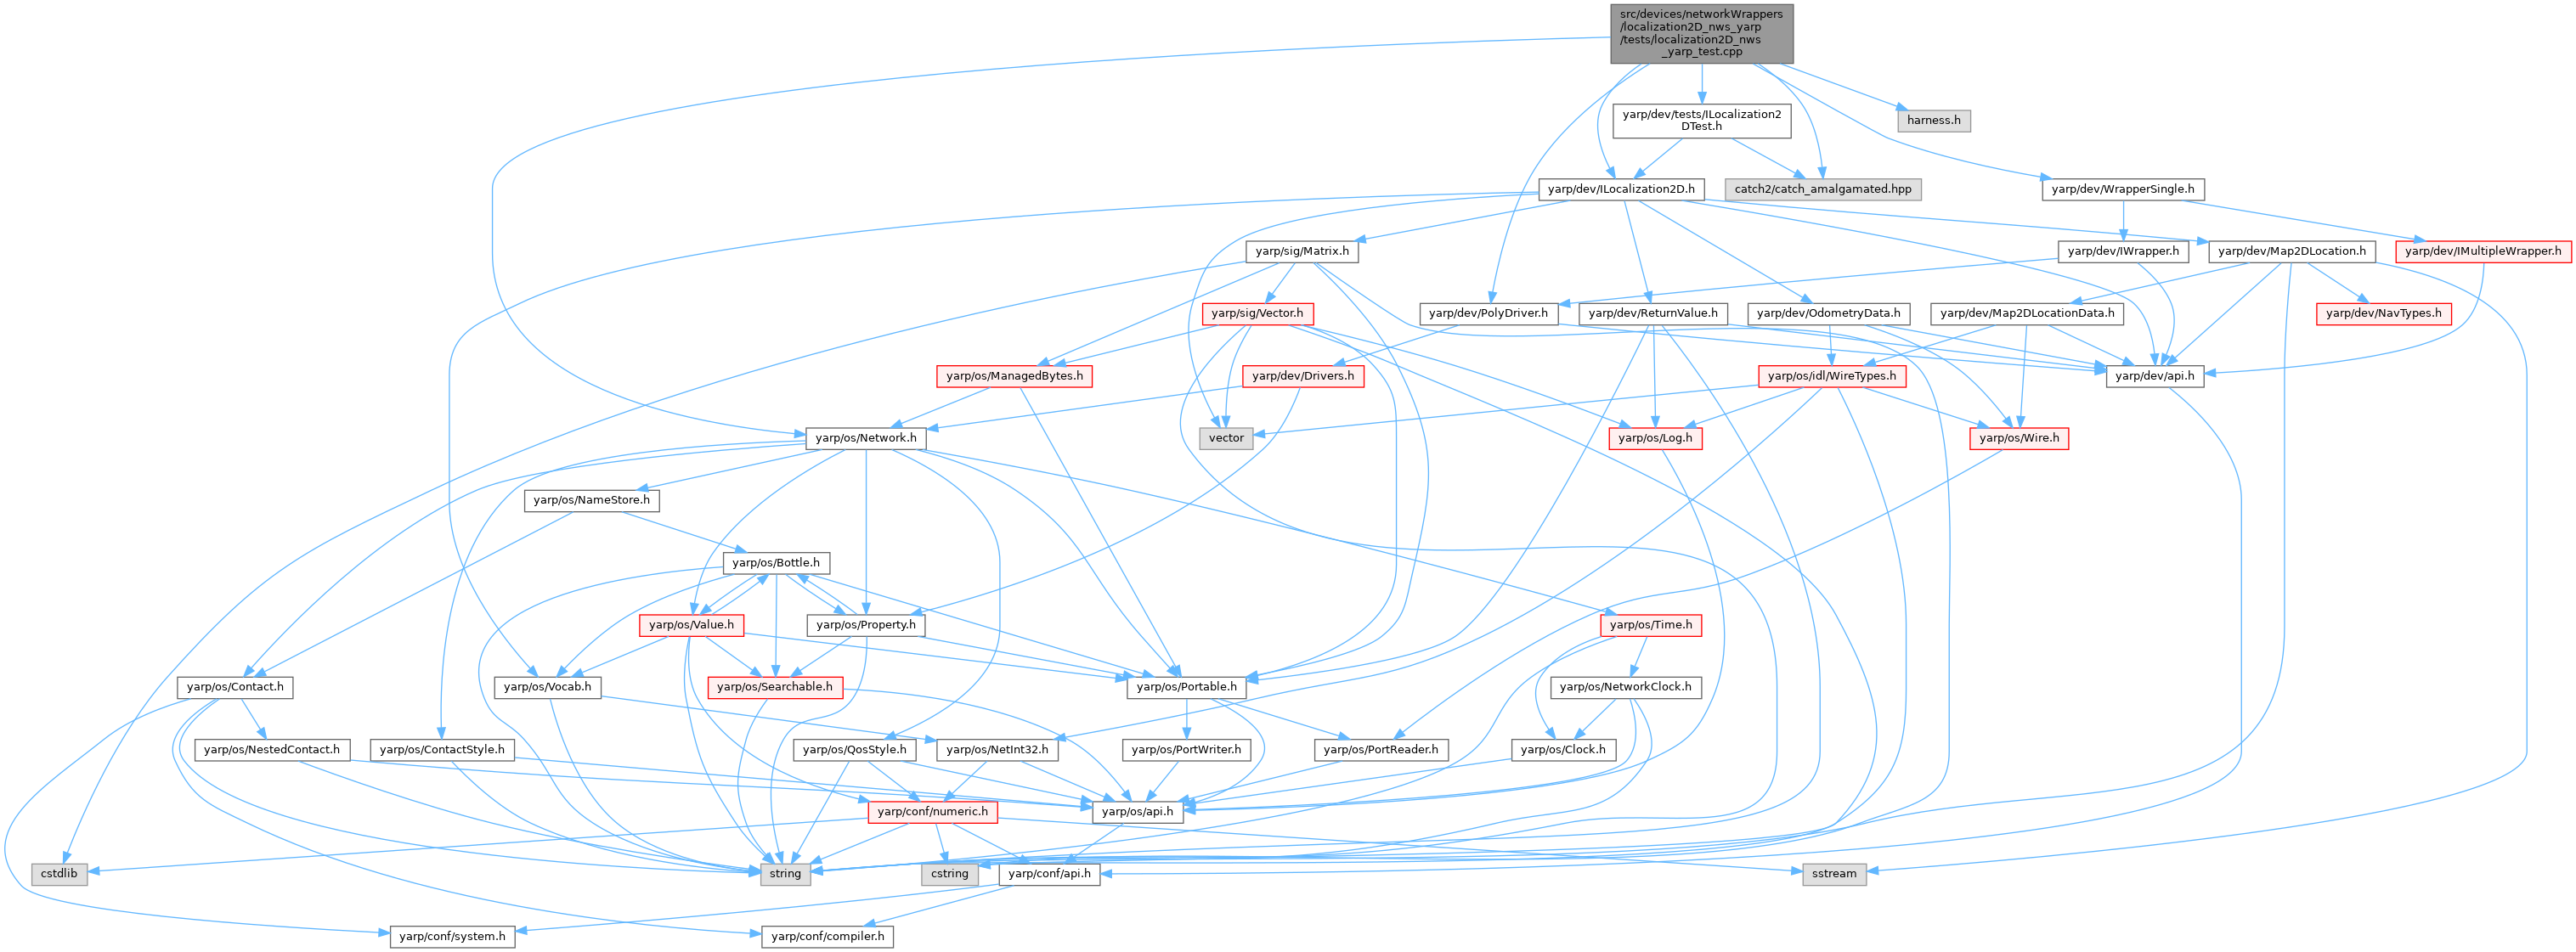 src/devices/networkWrappers
/localization2D_nws_yarp
/tests/localization2D_nws
_yarp_test.cpp
yarp/dev/tests/ILocalization2
DTest.h
harness.h
yarp/dev/ILocalization2D.h
catch2/catch_amalgamated.hpp
yarp/dev/WrapperSingle.h
yarp/sig/Matrix.h
yarp/dev/IWrapper.h
yarp/dev/Map2DLocation.h
yarp/dev/IMultipleWrapper.h
yarp/sig/Vector.h
yarp/dev/PolyDriver.h
yarp/dev/ReturnValue.h
yarp/dev/OdometryData.h
yarp/dev/Map2DLocationData.h
yarp/dev/NavTypes.h
yarp/os/ManagedBytes.h
yarp/dev/Drivers.h
yarp/os/idl/WireTypes.h
yarp/dev/api.h
yarp/os/Network.h
vector
yarp/os/Log.h
yarp/os/Wire.h
yarp/os/NameStore.h
yarp/os/Bottle.h
yarp/os/Value.h
yarp/os/Property.h
yarp/os/Time.h
yarp/os/Contact.h
yarp/os/Vocab.h
yarp/os/Searchable.h
yarp/os/Portable.h
yarp/os/NetworkClock.h
yarp/os/NestedContact.h
yarp/os/ContactStyle.h
yarp/os/QosStyle.h
yarp/os/NetInt32.h
yarp/os/PortWriter.h
yarp/os/PortReader.h
yarp/os/Clock.h
yarp/conf/numeric.h
yarp/os/api.h
cstdlib
string
cstring
yarp/conf/api.h
sstream
yarp/conf/system.h
yarp/conf/compiler.h